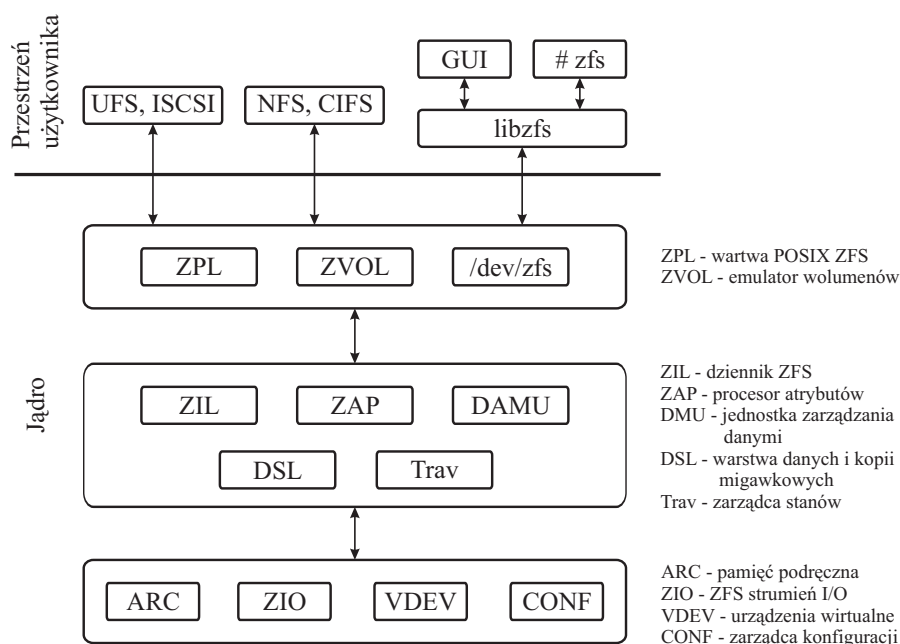 Przestrzeń
użytkownika
GUI
# zfs
UFS, ISCSI
NFS, CIFS
libzfs
Jądro
ZPL
ZVOL
/dev/zfs
ZPL - wartwa POSIX ZFS
ZVOL - emulator wolumenów
ZIL
ZAP
DAMU
DSL
Trav
ZIL - dziennik ZFS
ZAP - procesor atrybutów
DMU - jednostka zarządzania
danymi
DSL - warstwa danych i kopii
migawkowych
Trav - zarządca stanów
ARC
ZIO
VDEV
CONF
ARC - pamięć podręczna
ZIO - ZFS strumień I/O
VDEV - urządzenia wirtualne
CONF - zarządca konfiguracji